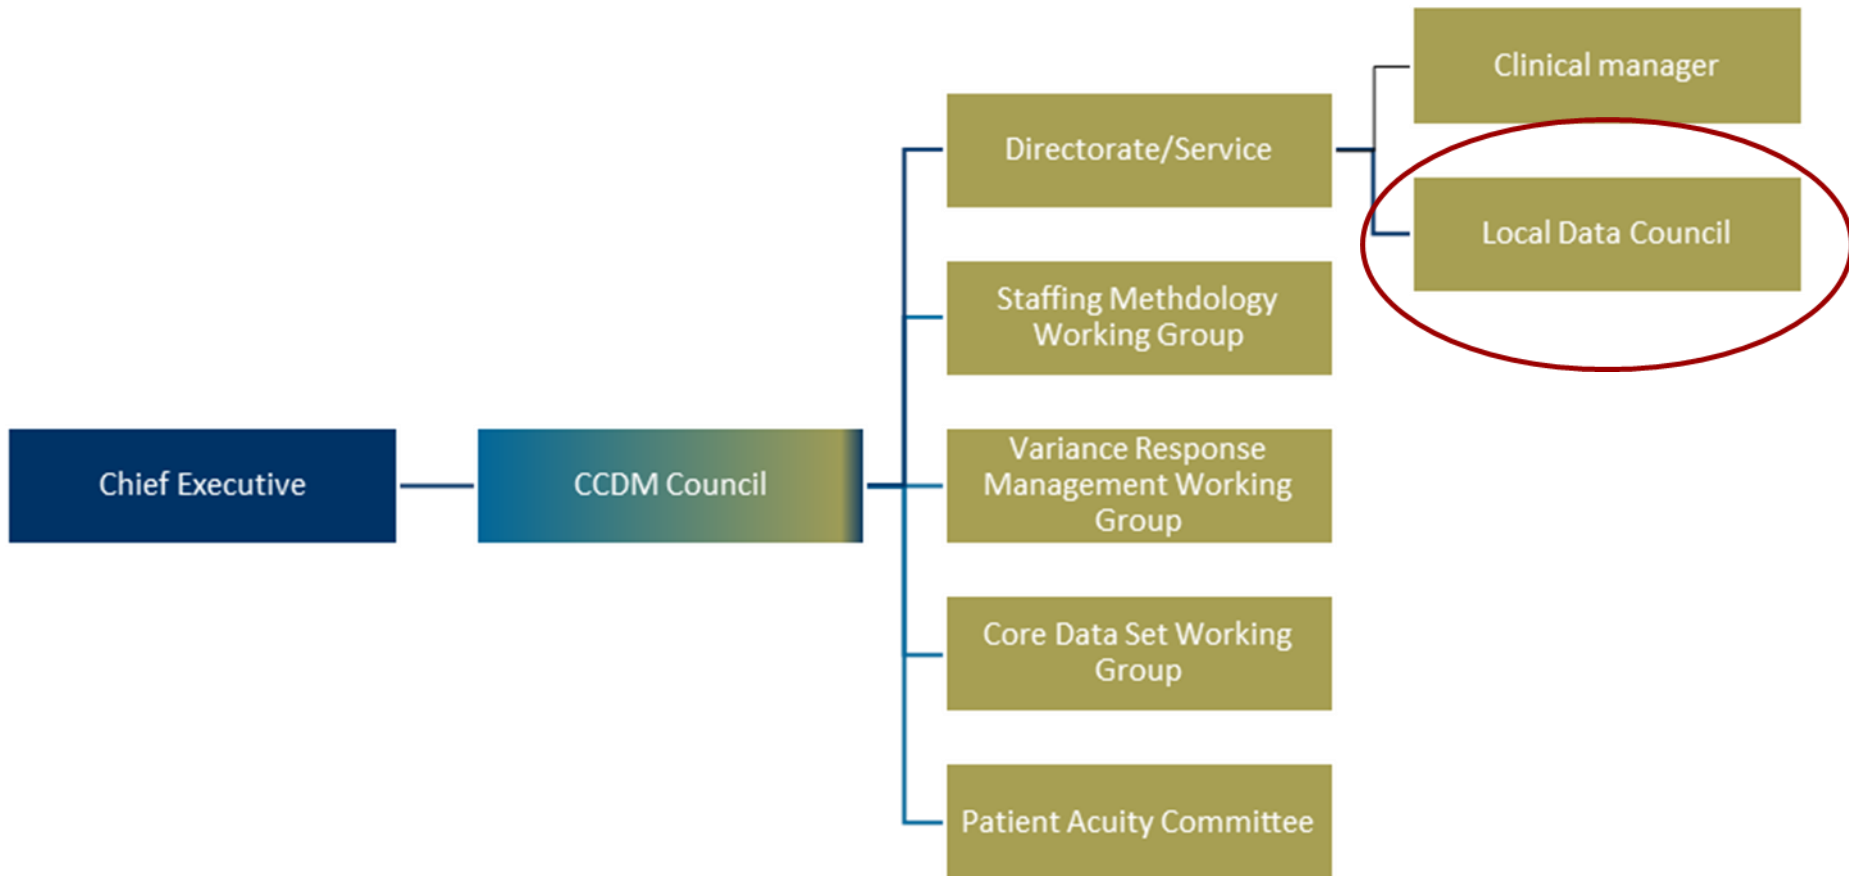 Chief Executive
CCDM Council
Directorate/Service
Staffing Methdology
Working Group
Variance Response
Management Working
Group
Core Data Set Working
Group
Patient Acuity Committee
Clinical manager
Local Data Council